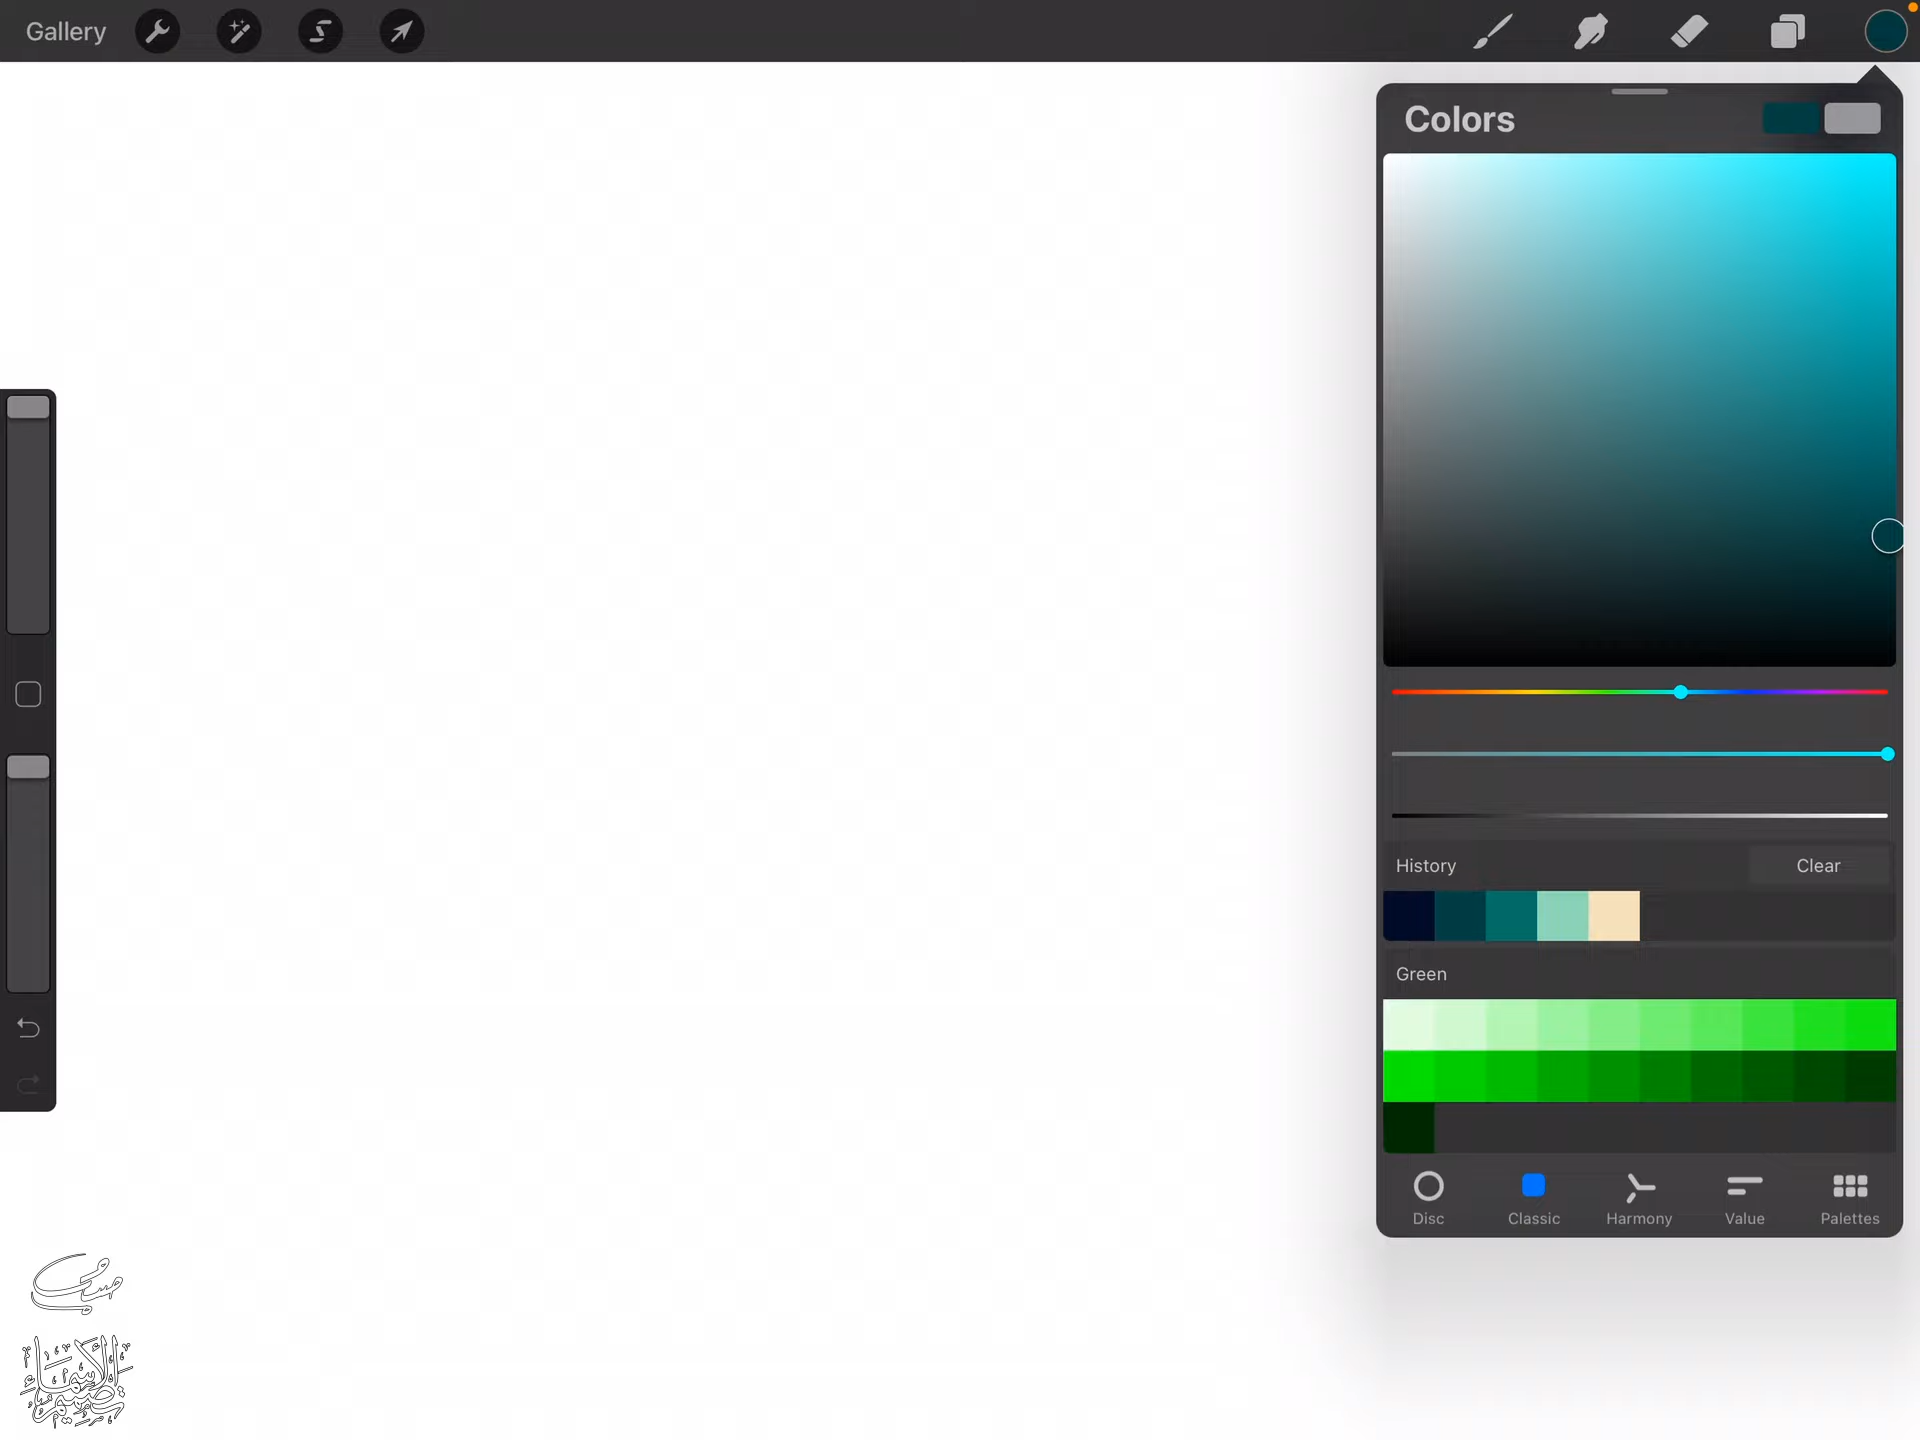 Gallery
Colors
History
Clear
Green
Disc
Classic
Harmony
Value
Palettes